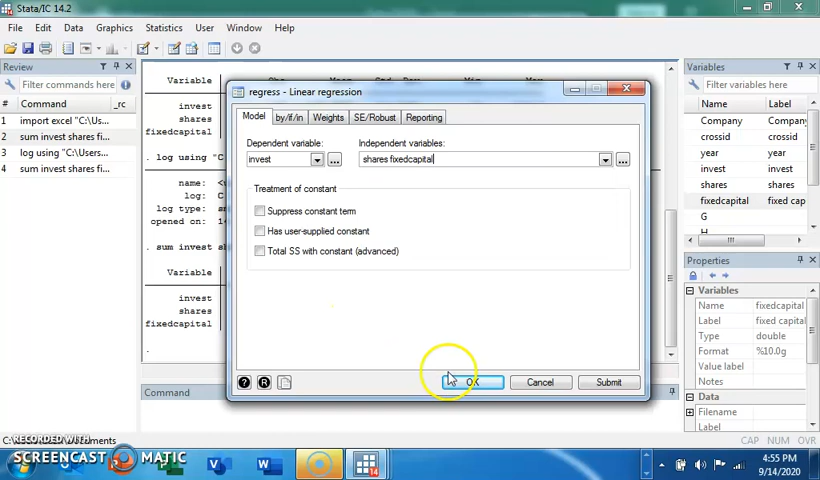 Stata/IC 14.2
File Edit Data Graphics Statistics User Window Help
Review
Filter commands here
# Command _rc
1 import excel "C:\Us...
2 sum invest shares fi...
3 log using "C:\Users...
4 sum invest shares fi...
Variable
invest
shares
fixedcapital
. log using "C
name: <u
log: C
log type: s
opened on: 14
. sum invest sh
Variable
invest
shares
fixedcapital
.
Command
regress - Linear regression
Model by/if/in Weights SE/Robust Reporting
Dependent variable: Independent variables:
invest shares fixedcapital
Treatment of constant
Suppress constant term
Has user-supplied constant
Total SS with constant (advanced)
OK Cancel Submit
Variables
Filter variables here
Name Label
Company Company
crossid crossid
year year
invest invest
shares shares
fixedcapital fixed cap
G
H
Properties
Variables
Name fixedcapital
Label fixed capital
Type double
Format %10.0g
Value label
Notes
Data
Filename
CAP NUM OVR
RECORDED WITH
SCREENCAST MATIC
14
4:55 PM
9/14/2020